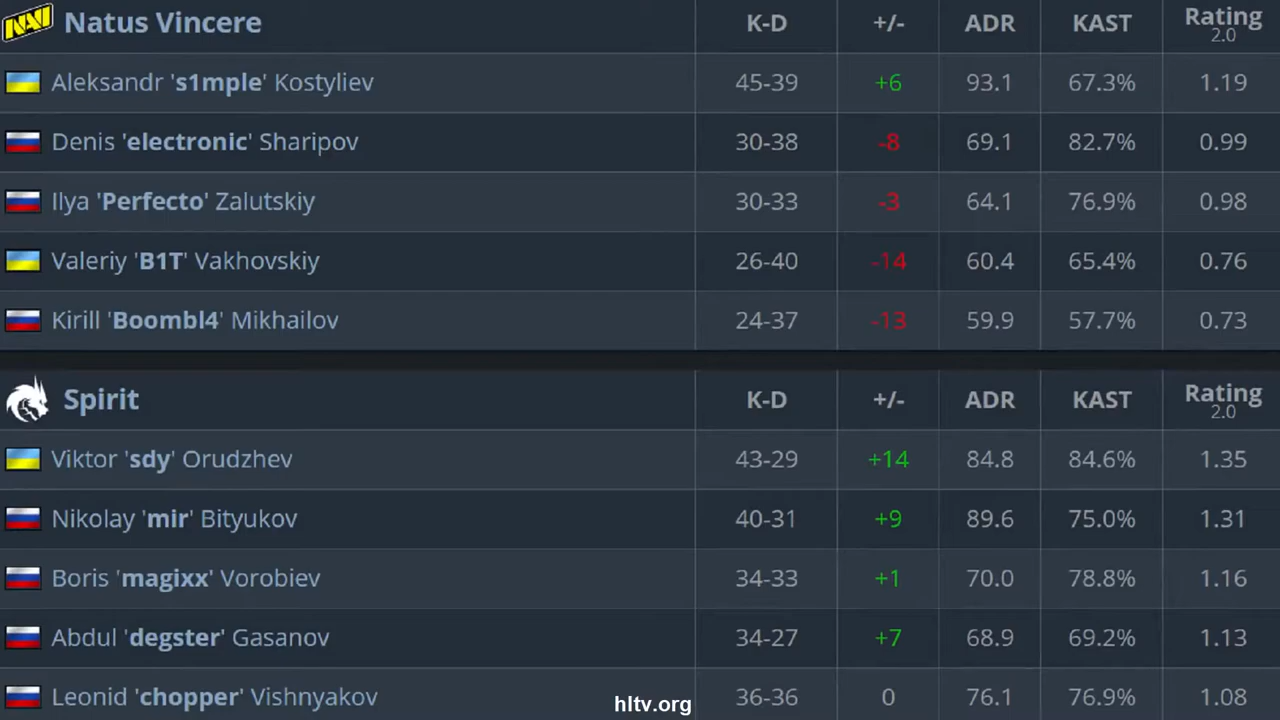 NAVI Natus Vincere K-D +/- ADR KAST Rating 2.0
Aleksandr 's1mple' Kostyliev 45-39 +6 93.1 67.3% 1.19
Denis 'electronic' Sharipov 30-38 -8 69.1 82.7% 0.99
Ilya 'Perfecto' Zalutskiy 30-33 -3 64.1 76.9% 0.98
Valeriy 'B1T' Vakhovskiy 26-40 -14 60.4 65.4% 0.76
Kirill 'Boombl4' Mikhailov 24-37 -13 59.9 57.7% 0.73
Spirit K-D +/- ADR KAST Rating 2.0
Viktor 'sdy' Orudzhev 43-29 +14 84.8 84.6% 1.35
Nikolay 'mir' Bityukov 40-31 +9 89.6 75.0% 1.31
Boris 'magixx' Vorobiev 34-33 +1 70.0 78.8% 1.16
Abdul 'degster' Gasanov 34-27 +7 68.9 69.2% 1.13
Leonid 'chopper' Vishnyakov 36-36 0 76.1 76.9% 1.08
hltv.org